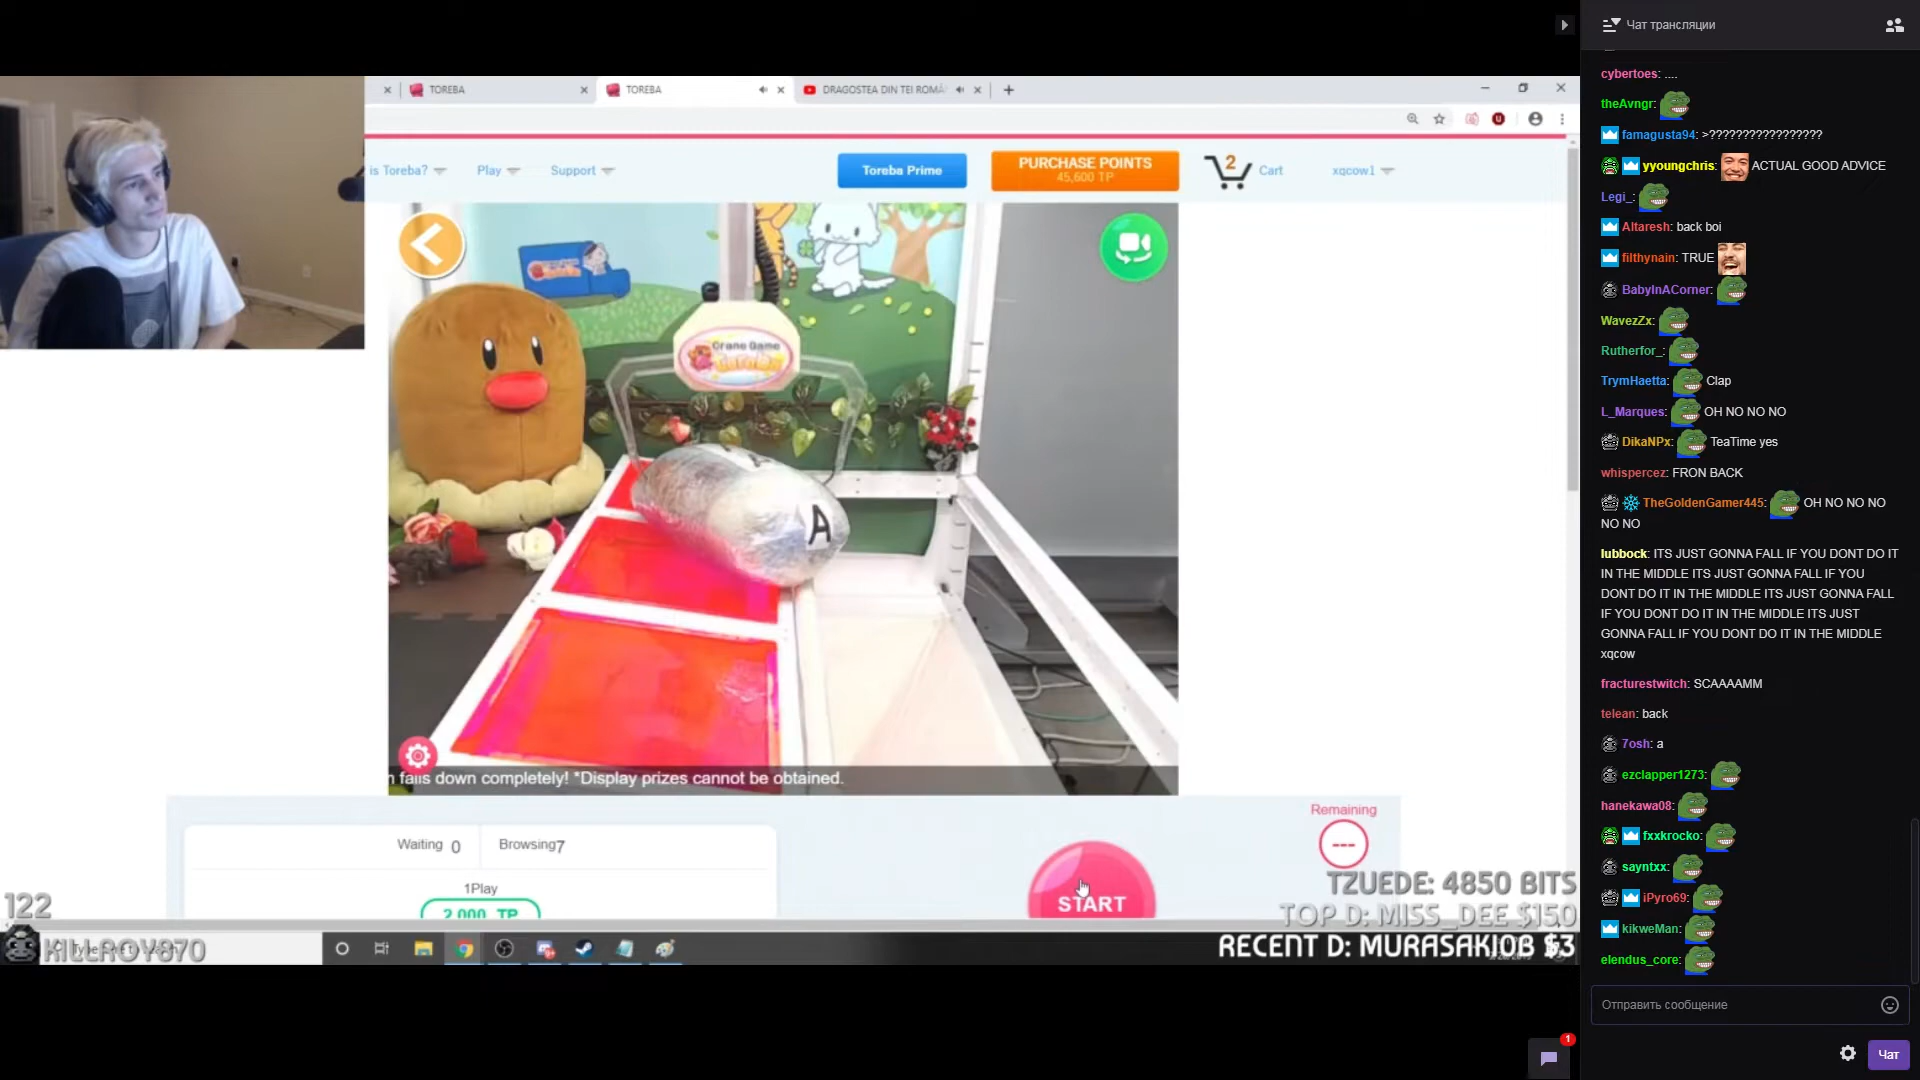 TOREBA
TOREBA
DRAGOSTEA DIN TEI ROMÂ
is Toreba?
Play
Support
Toreba Prime
PURCHASE POINTS
45,600 TP
2
Cart
xqcow1
Crane Game
Toreba
A
falls down completely! *Display prizes cannot be obtained.
Waiting 0
Browsing7
1Play
2,000 TP
Remaining
---
START
TZUEDE: 4850 BITS
TOP D: MISS_DEE $150
RECENT D: MURASAKI0B $3
122
KILLROY870
Чат трансляции
cybertoes: ....
theAvngr:
famagusta94: >?????????????????
yyoungchris: ACTUAL GOOD ADVICE
Legi_:
Altaresh: back boi
filthynain: TRUE
BabyInACorner:
WavezZx:
Rutherfor_:
TrymHaetta: Clap
L_Marques: OH NO NO NO
DikaNPx: TeaTime yes
whispercez: FRON BACK
TheGoldenGamer445: OH NO NO NO
NO NO
lubbock: ITS JUST GONNA FALL IF YOU DONT DO IT
IN THE MIDDLE ITS JUST GONNA FALL IF YOU
DONT DO IT IN THE MIDDLE ITS JUST GONNA FALL
IF YOU DONT DO IT IN THE MIDDLE ITS JUST
GONNA FALL IF YOU DONT DO IT IN THE MIDDLE
xqcow
fracturestwitch: SCAAAAMM
telean: back
7osh: a
ezclapper1273:
hanekawa08:
fxxkrocko:
sayntxx:
iPyro69:
kikweMan:
elendus_core:
Отправить сообщение
1
Чат